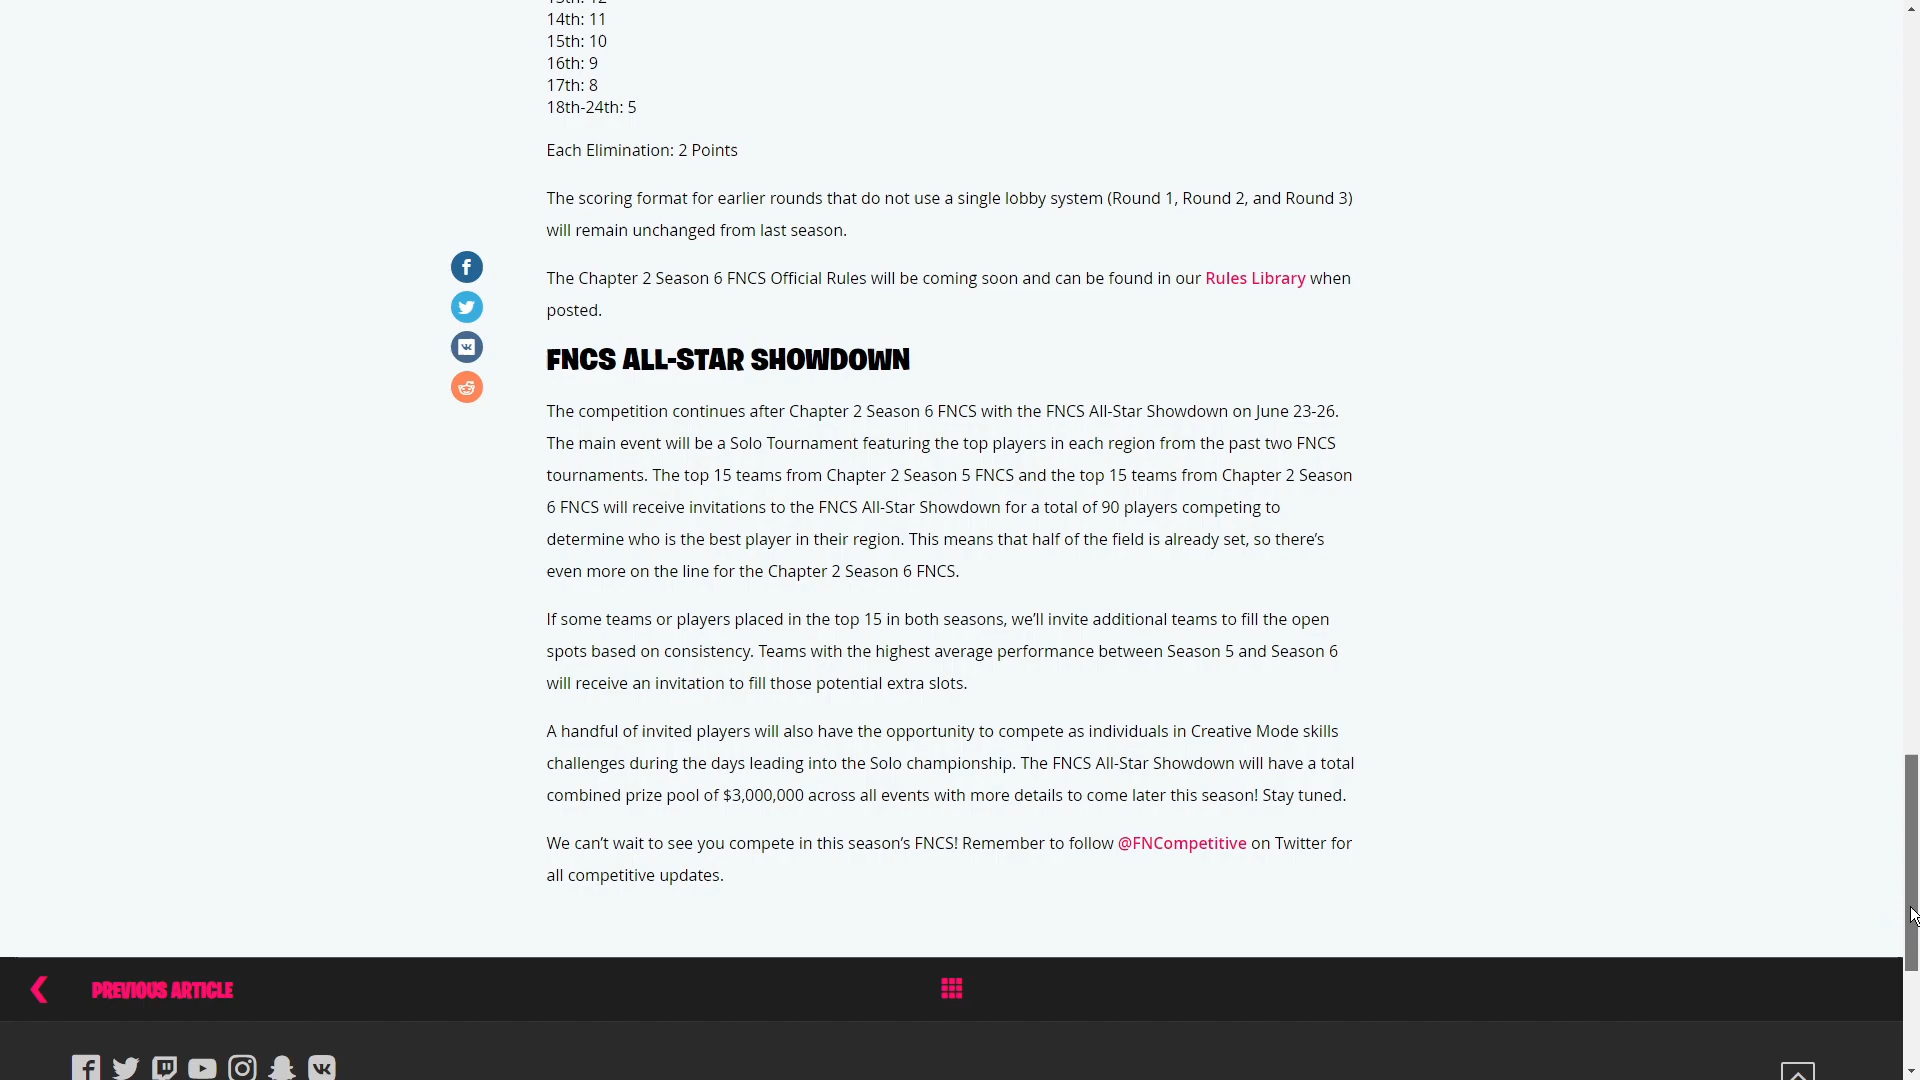 13th: 12
14th: 11
15th: 10
16th: 9
17th: 8
18th-24th: 5
Each Elimination: 2 Points
The scoring format for earlier rounds that do not use a single lobby system (Round 1, Round 2, and Round 3)
will remain unchanged from last season.
The Chapter 2 Season 6 FNCS Official Rules will be coming soon and can be found in our Rules Library when
posted.
FNCS ALL-STAR SHOWDOWN
The competition continues after Chapter 2 Season 6 FNCS with the FNCS All-Star Showdown on June 23-26.
The main event will be a Solo Tournament featuring the top players in each region from the past two FNCS
tournaments. The top 15 teams from Chapter 2 Season 5 FNCS and the top 15 teams from Chapter 2 Season
6 FNCS will receive invitations to the FNCS All-Star Showdown for a total of 90 players competing to
determine who is the best player in their region. This means that half of the field is already set, so there’s
even more on the line for the Chapter 2 Season 6 FNCS.
If some teams or players placed in the top 15 in both seasons, we’ll invite additional teams to fill the open
spots based on consistency. Teams with the highest average performance between Season 5 and Season 6
will receive an invitation to fill those potential extra slots.
A handful of invited players will also have the opportunity to compete as individuals in Creative Mode skills
challenges during the days leading into the Solo championship. The FNCS All-Star Showdown will have a total
combined prize pool of $3,000,000 across all events with more details to come later this season! Stay tuned.
We can’t wait to see you compete in this season’s FNCS! Remember to follow @FNCompetitive on Twitter for
all competitive updates.
PREVIOUS ARTICLE